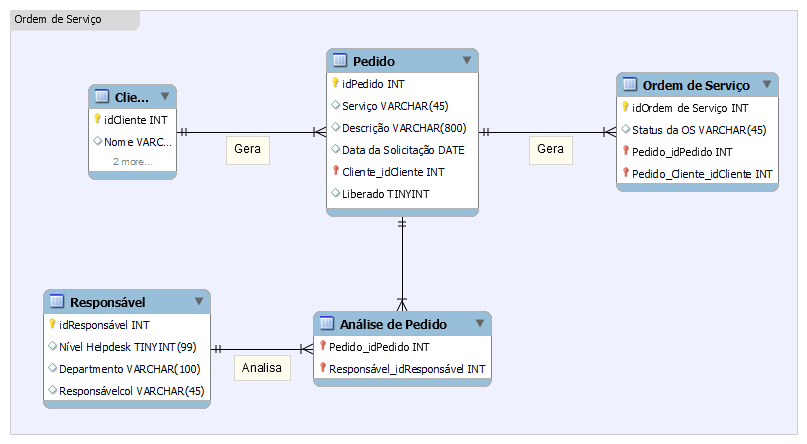 Ordem de Serviço
Clie...
idCliente INT
Nome VARC...
2 more...
Gera
Pedido
idPedido INT
Serviço VARCHAR(45)
Descrição VARCHAR(800)
Data da Solicitação DATE
Cliente_idCliente INT
Liberado TINYINT
Gera
Ordem de Serviço
idOrdem de Serviço INT
Status da OS VARCHAR(45)
Pedido_idPedido INT
Pedido_Cliente_idCliente INT
Responsável
idResponsável INT
Nível Helpdesk TINYINT(99)
Departmento VARCHAR(100)
Responsávelcol VARCHAR(45)
Analisa
Análise de Pedido
Pedido_idPedido INT
Responsável_idResponsável INT